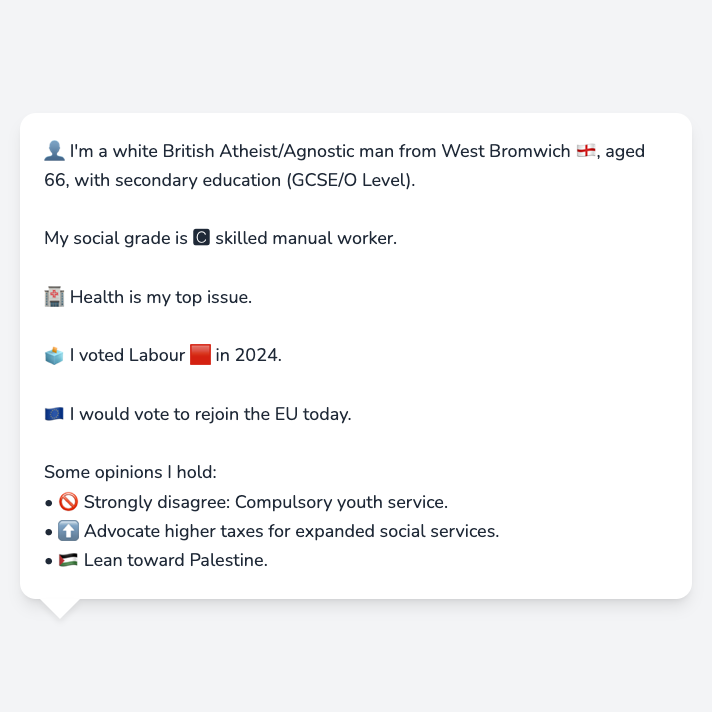 👤 I'm a white British Atheist/Agnostic man from West Bromwich 🏴󠁧󠁢󠁥󠁮󠁧󠁿, aged
66, with secondary education (GCSE/O Level).
My social grade is 🅲 skilled manual worker.
🏥 Health is my top issue.
🗳️ I voted Labour 🟥 in 2024.
🇪🇺 I would vote to rejoin the EU today.
Some opinions I hold:
• 🚫 Strongly disagree: Compulsory youth service.
• ⬆️ Advocate higher taxes for expanded social services.
• 🇵🇸 Lean toward Palestine.